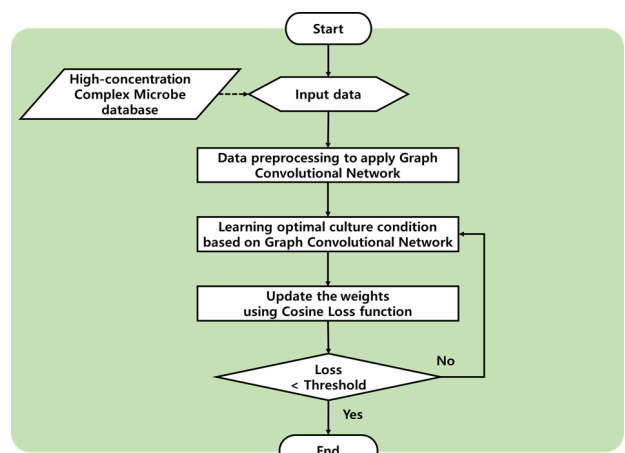 Start
High-concentration
Complex Microbe
database
Input data
Data preprocessing to apply Graph
Convolutional Network
Learning optimal culture condition
based on Graph Convolutional Network
Update the weights
using Cosine Loss function
Loss
< Threshold
No
Yes
End